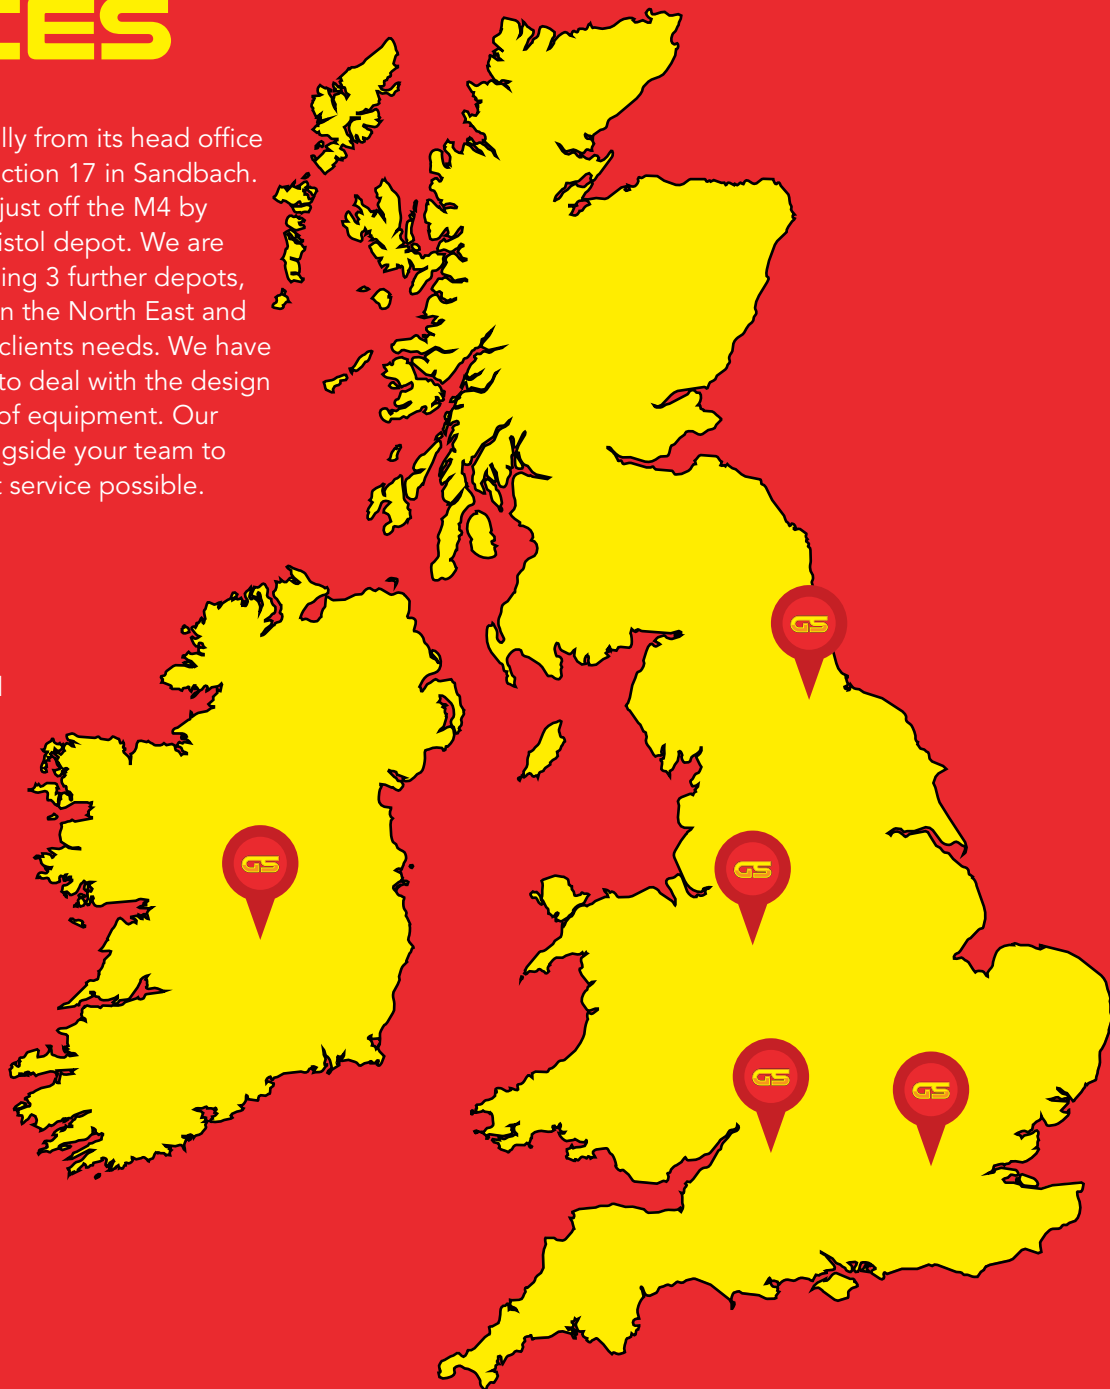 CES
lly from its head office
ction 17 in Sandbach.
just off the M4 by
istol depot. We are
ing 3 further depots,
n the North East and
clients needs. We have
to deal with the design
of equipment. Our
ngside your team to
t service possible.
GS
GS
GS
GS
GS